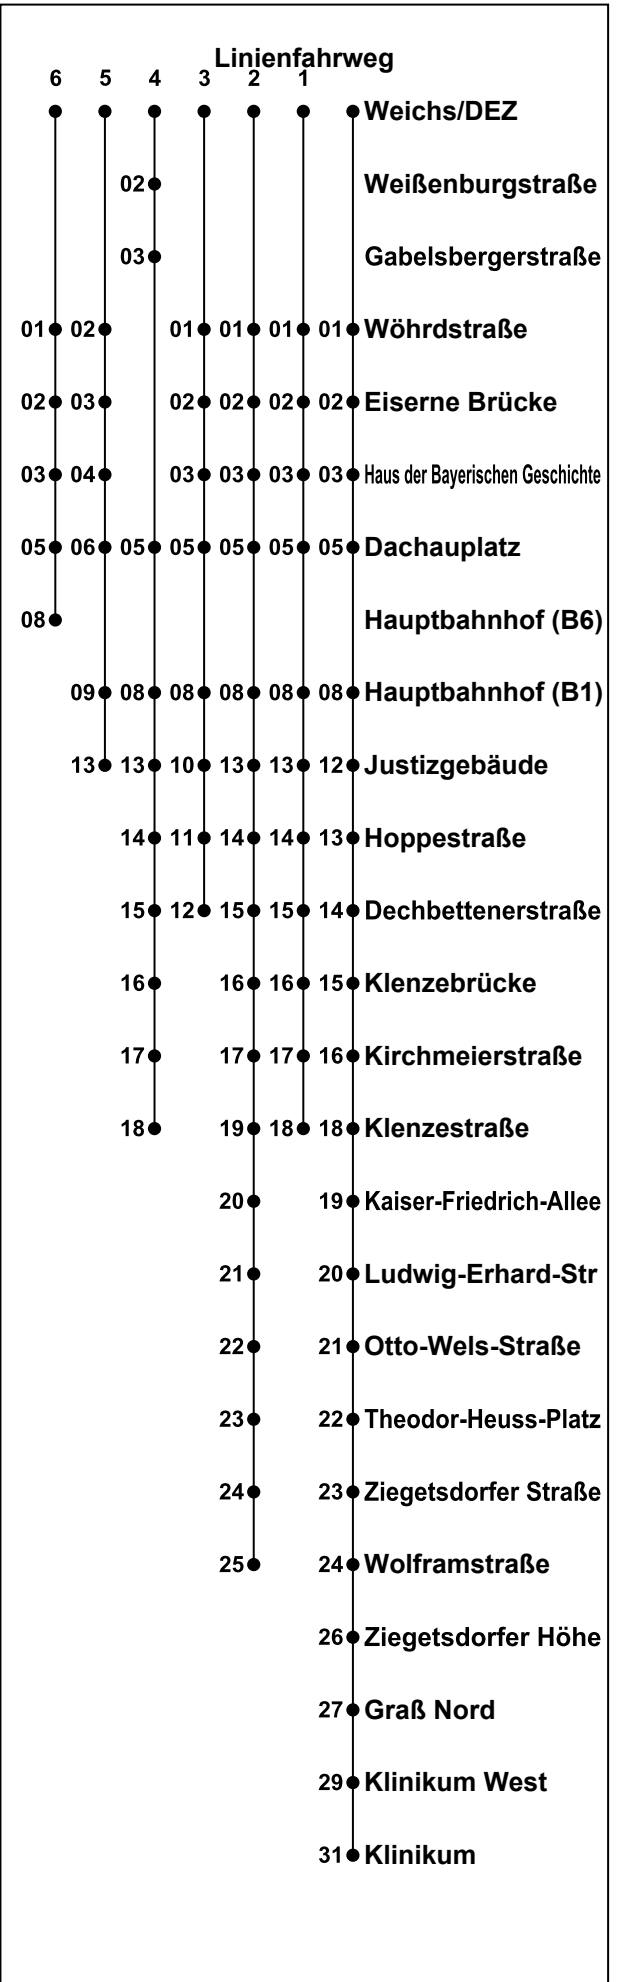 Linienfahrweg
6 5 4 3 2 1
Weichs/DEZ
02 Weißenburgstraße
03 Gabelsbergerstraße
01 02 01 01 01 01 Wöhrdstraße
02 03 02 02 02 02 Eiserne Brücke
03 04 03 03 03 03 Haus der Bayerischen Geschichte
05 06 05 05 05 05 05 Dachauplatz
08 Hauptbahnhof (B6)
09 08 08 08 08 08 Hauptbahnhof (B1)
13 13 10 13 13 12 Justizgebäude
14 11 14 14 13 Hoppestraße
15 12 15 15 14 Dechbettenerstraße
16 16 16 15 Klenzebrücke
17 17 17 16 Kirchmeierstraße
18 19 18 18 Klenzestraße
20 19 Kaiser-Friedrich-Allee
21 20 Ludwig-Erhard-Str
22 21 Otto-Wels-Straße
23 22 Theodor-Heuss-Platz
24 23 Ziegetsdorfer Straße
25 24 Wolframstraße
26 Ziegetsdorfer Höhe
27 Graß Nord
29 Klinikum West
31 Klinikum